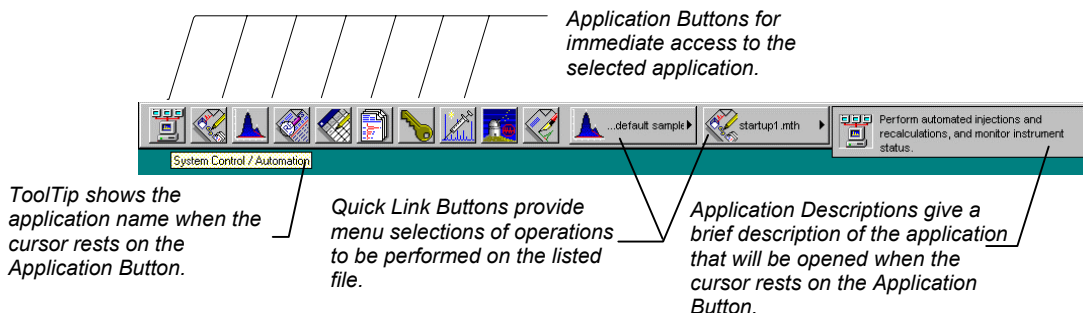 Application Buttons for
immediate access to the
selected application.
...default sample
startup1.mth
Perform automated injections and
recalculations, and monitor instrument
status.
System Control / Automation
ToolTip shows the
application name when the
cursor rests on the
Application Button.
Quick Link Buttons provide
menu selections of operations
to be performed on the listed
file.
Application Descriptions give a
brief description of the application
that will be opened when the
cursor rests on the Application
Button.